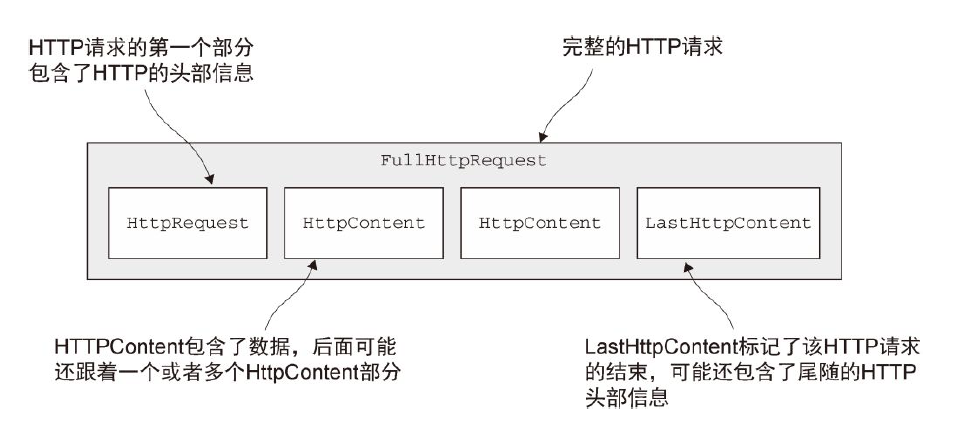 HTTP请求的第一个部分
包含了HTTP的头部信息
完整的HTTP请求
FullHttpRequest
HttpRequest
HttpContent
HttpContent
LastHttpContent
HTTPContent包含了数据，后面可能
还跟着一个或者多个HttpContent部分
LastHttpContent标记了该HTTP请求
的结束，可能还包含了尾随的HTTP
头部信息